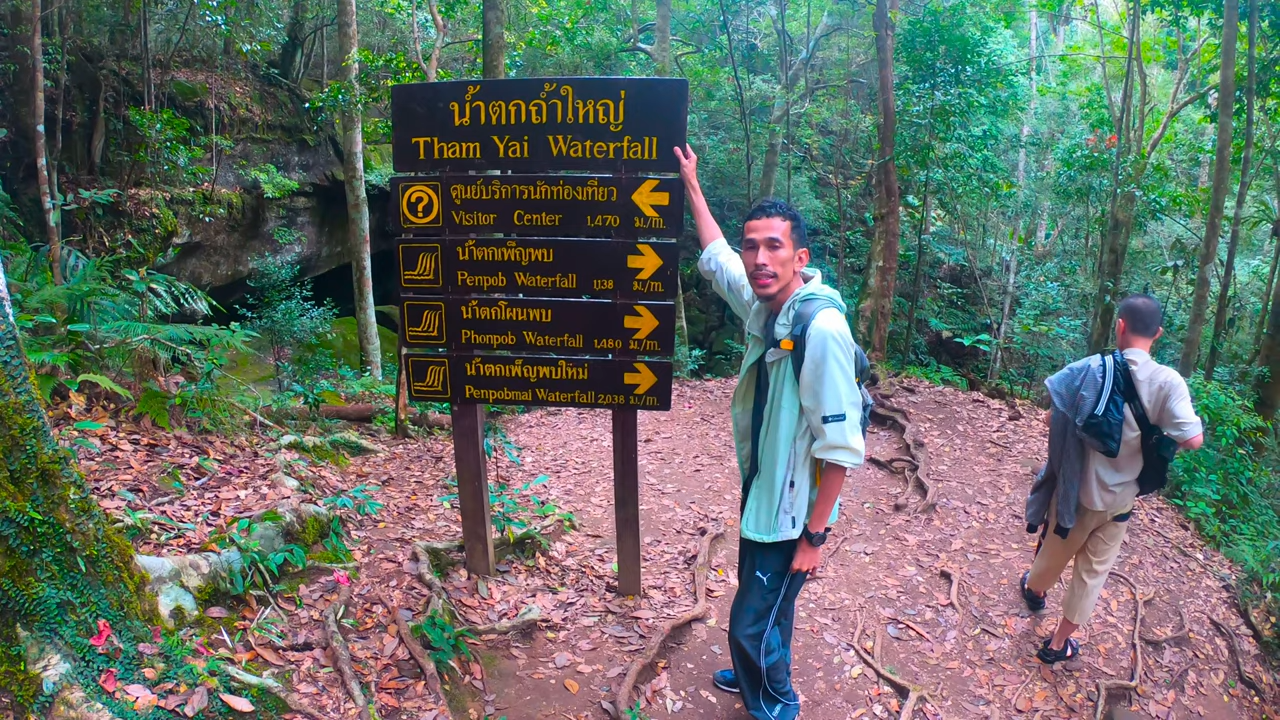 น้ำตกถ้ำใหญ่
Tham Yai Waterfall
?
ศูนย์บริการนักท่องเที่ยว
Visitor Center 1,470 ม./m.
น้ำตกเพ็ญพบ
Penpob Waterfall 1,138 ม./m.
น้ำตกโผนพบ
Phonpob Waterfall 1,480 ม./m.
น้ำตกเพ็ญพบใหม่
Penpobmai Waterfall 2,038 ม./m.